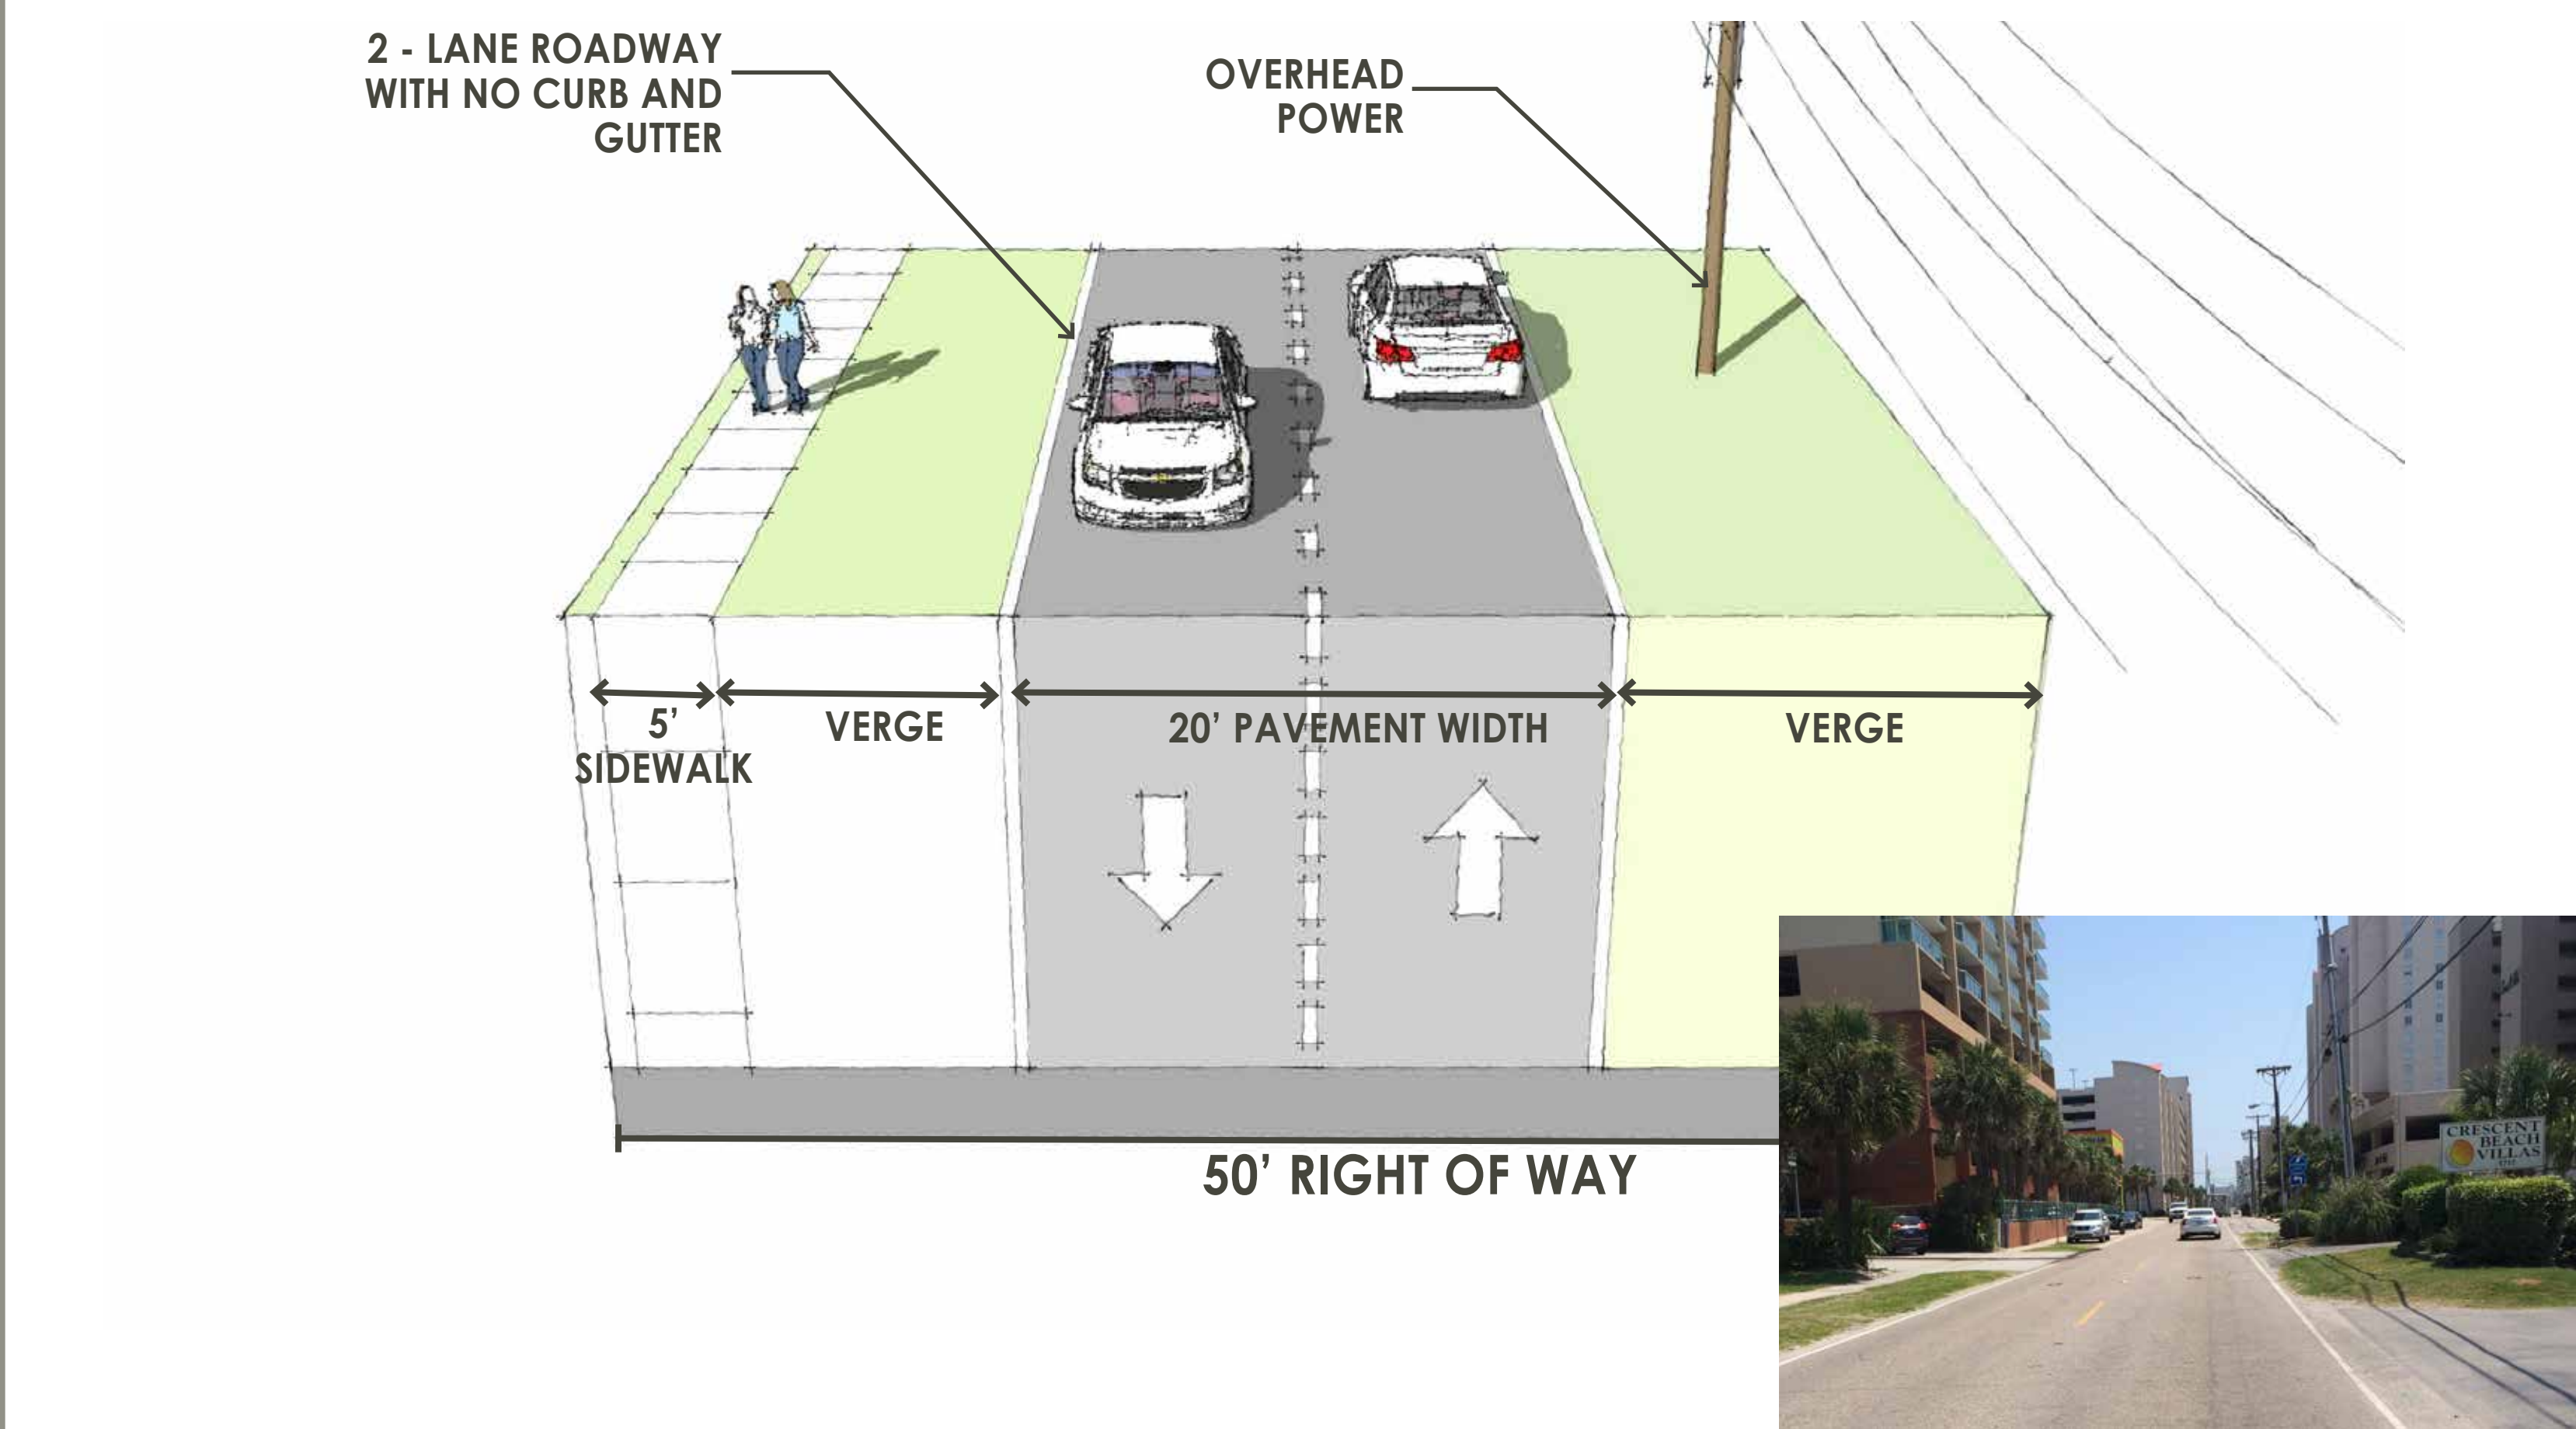 2 - LANE ROADWAY
WITH NO CURB AND
GUTTER
OVERHEAD
POWER
5’
SIDEWALK
VERGE
20’ PAVEMENT WIDTH
VERGE
50’ RIGHT OF WAY
CRESCENT
BEACH
VILLAS